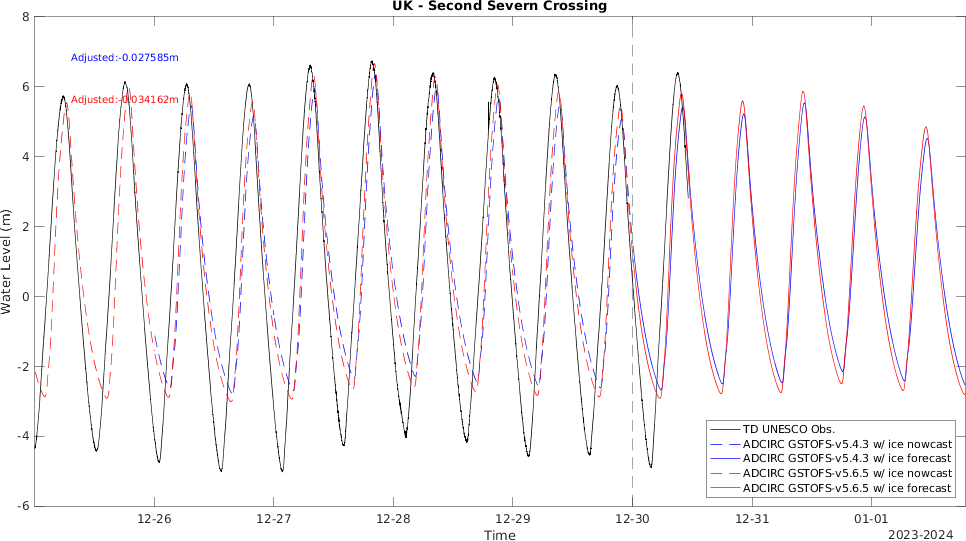 UK - Second Severn Crossing
8
6
4
2
0
-2
-4
-6
Water Level (m)
Adjusted:-0.027585m
Adjusted:-0.034162m
TD UNESCO Obs.
ADCIRC GSTOFS-v5.4.3 w/ ice nowcast
ADCIRC GSTOFS-v5.4.3 w/ ice forecast
ADCIRC GSTOFS-v5.6.5 w/ ice nowcast
ADCIRC GSTOFS-v5.6.5 w/ ice forecast
12-26 12-27 12-28 12-29 12-30 12-31 01-01
Time
2023-2024